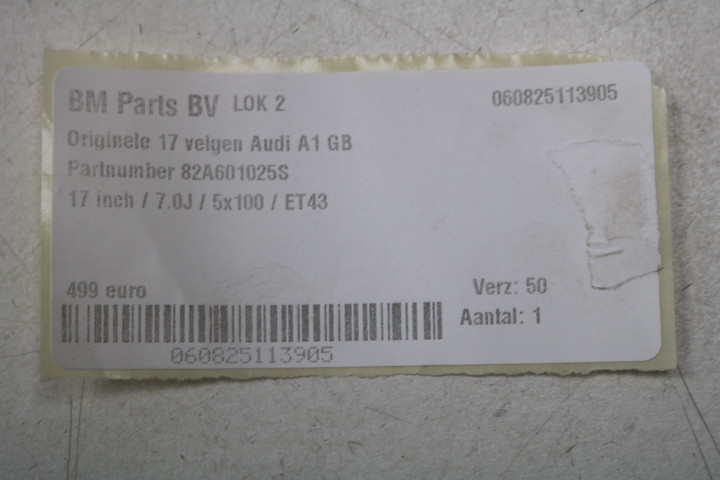 BM Parts BV LOK 2 060825113905
Originele 17 velgen Audi A1 GB
Partnumber 82A601025S
17 inch / 7.0J / 5x100 / ET43
499 euro Verz: 50
Aantal: 1
060825113905